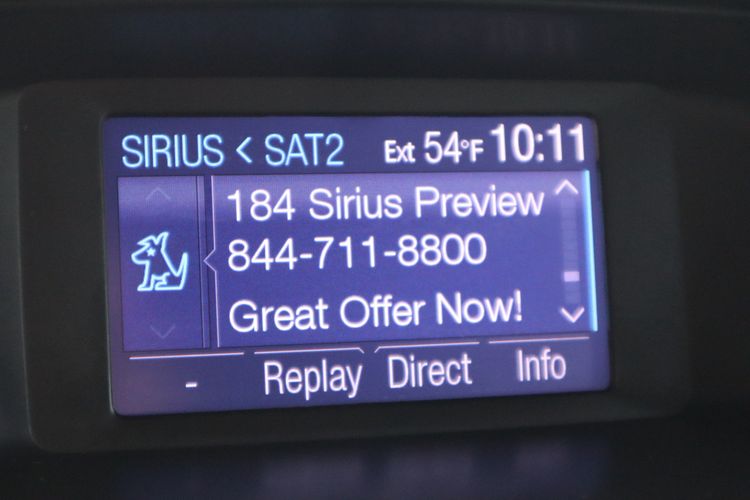 SIRIUS < SAT2 Ext 54°F 10:11
184 Sirius Preview
844-711-8800
Great Offer Now!
- Replay Direct Info